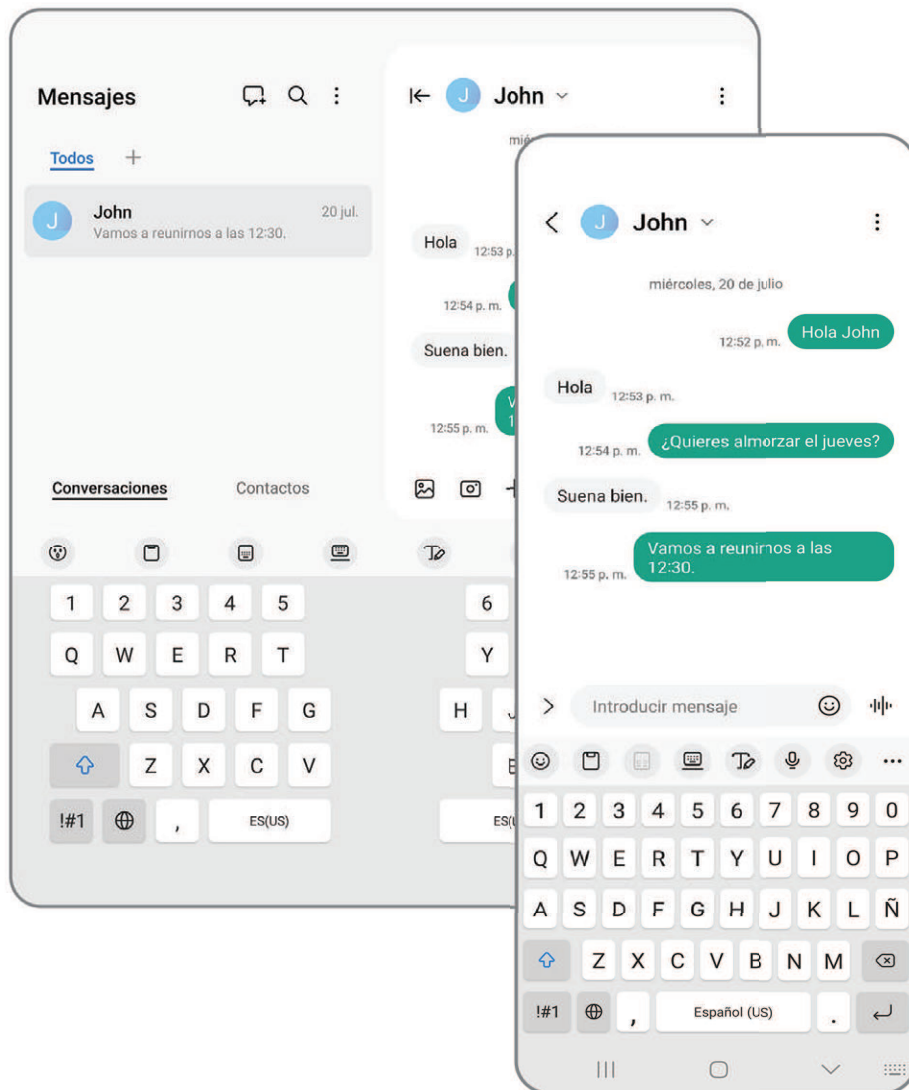 Mensajes
Todos
J
John
20 jul.
Vamos a reunirnos a las 12:30.
Conversaciones
Contactos
J
John
Hola
12:53 p.
12:54 p. m.
Suena bien.
12:55 p. m.
1 2 3 4 5 6
Q W E R T Y
A S D F G H
Z X C V
!#1 , ES(US)
J
John
miércoles, 20 de julio
12:52 p. m.
Hola John
Hola
12:53 p. m.
12:54 p. m.
¿Quieres almorzar el jueves?
Suena bien.
12:55 p. m.
Vamos a reunirnos a las
12:30.
12:55 p. m.
Introducir mensaje
1 2 3 4 5 6 7 8 9 0
Q W E R T Y U I O P
A S D F G H J K L Ñ
Z X C V B N M
!#1 , Español (US) .